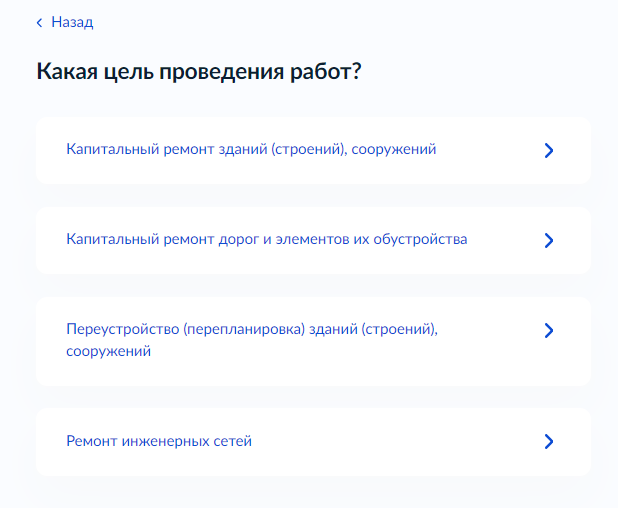 Назад
Какая цель проведения работ?
Капитальный ремонт зданий (строений), сооружений
Капитальный ремонт дорог и элементов их обустройства
Переустройство (перепланировка) зданий (строений),
сооружений
Ремонт инженерных сетей